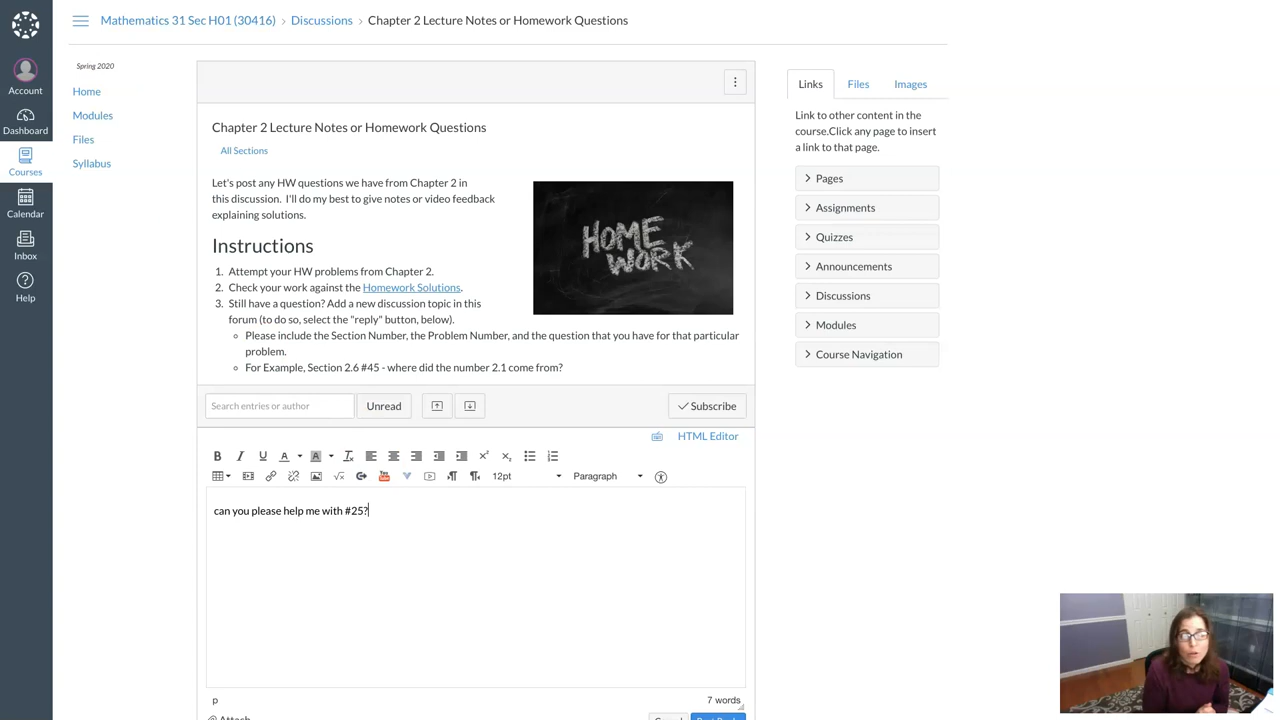 Mathematics 31 Sec H01 (30416) › Discussions › Chapter 2 Lecture Notes or Homework Questions
Account
Dashboard
Courses
Calendar
Inbox
Help
Spring 2020
Home
Modules
Files
Syllabus
Chapter 2 Lecture Notes or Homework Questions
All Sections
Let's post any HW questions we have from Chapter 2 in
this discussion. I'll do my best to give notes or video feedback
explaining solutions.
HOME
WORK
Instructions
1. Attempt your HW problems from Chapter 2.
2. Check your work against the Homework Solutions.
3. Still have a question? Add a new discussion topic in this
forum (to do so, select the "reply" button, below).
Please include the Section Number, the Problem Number, and the question that you have for that particular
problem.
For Example, Section 2.6 #45 - where did the number 2.1 come from?
Search entries or author
Unread
Subscribe
HTML Editor
12pt
Paragraph
can you please help me with #25?
p
7 words
Attach
Links
Files
Images
Link to other content in the
course.Click any page to insert
a link to that page.
Pages
Assignments
Quizzes
Announcements
Discussions
Modules
Course Navigation